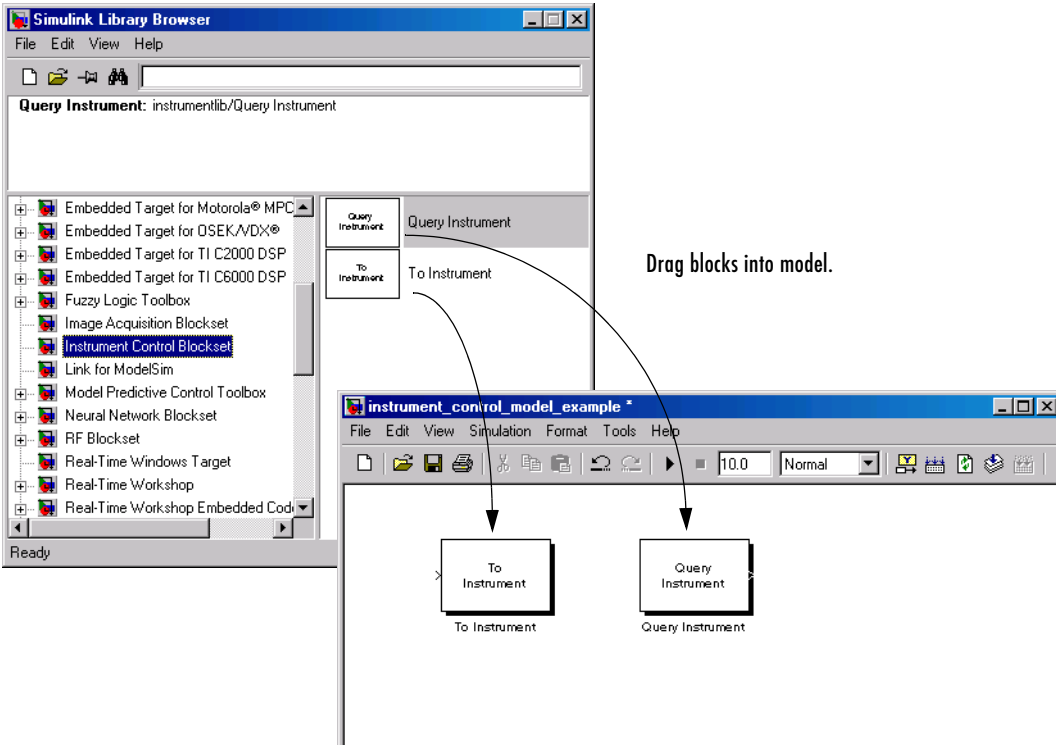 Simulink Library Browser
File Edit View Help
Query Instrument: instrumentlib/Query Instrument
Embedded Target for Motorola® MPC
Embedded Target for OSEK/VDX®
Embedded Target for TI C2000 DSP
Embedded Target for TI C6000 DSP
Fuzzy Logic Toolbox
Image Acquisition Blockset
Instrument Control Blockset
Link for ModelSim
Model Predictive Control Toolbox
Neural Network Blockset
RF Blockset
Real-Time Windows Target
Real-Time Workshop
Real-Time Workshop Embedded Code
Ready
Query
Instrument
Query Instrument
To
Instrument
To Instrument
Drag blocks into model.
instrument_control_model_example *
File Edit View Simulation Format Tools Help
10.0 Normal
To
Instrument
To Instrument
Query
Instrument
Query Instrument